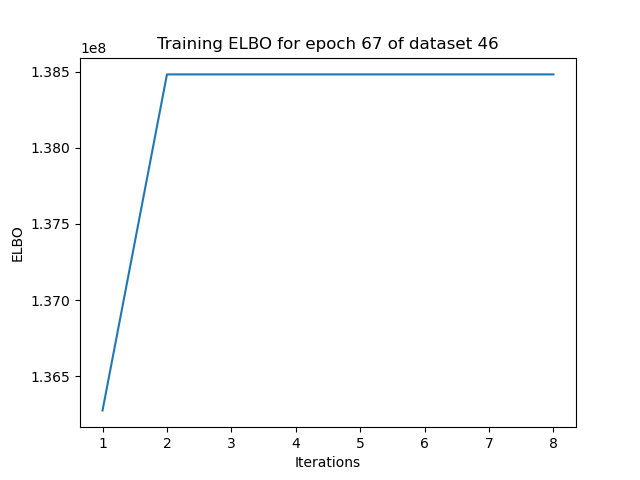 Training ELBO for epoch 67 of dataset 46
1e8
1.385
1.380
1.375
1.370
1.365
ELBO
1 2 3 4 5 6 7 8
Iterations